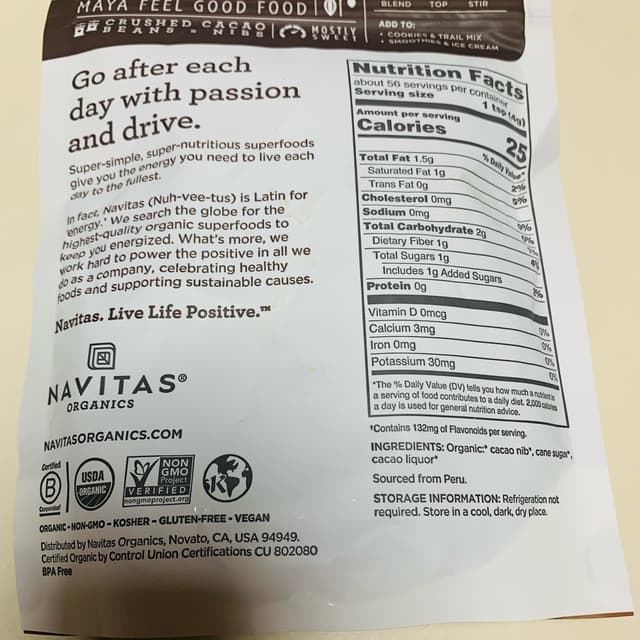 MAYA FEEL GOOD FOOD
CRUSHED CACAO
BEANS = NIBS
MOSTLY
SWEET
BLEND TOP STIR
ADD TO:
• COOKIES & TRAIL MIX
• SMOOTHIES & ICE CREAM
Go after each
day with passion
and drive.
Super-simple, super-nutritious superfoods
give you the energy you need to live each
day to the fullest.
In fact, Navitas (Nuh-vee-tus) is Latin for
'energy.' We search the globe for the
highest-quality organic superfoods to
keep you energized. What's more, we
work hard to power the positive in all we
do as a company, celebrating healthy
foods and supporting sustainable causes.
Navitas. Live Life Positive.™
NAVITAS®
ORGANICS
NAVITASORGANICS.COM
Certified
B
Corporation
USDA
ORGANIC
NON
GMO
Project
VERIFIED
nongmoproject.org
K
ORGANIC • NON-GMO • KOSHER – GLUTEN-FREE • VEGAN
Distributed by Navitas Organics, Novato, CA, USA 94949.
Certified Organic by Control Union Certifications CU 802080
BPA Free
Nutrition Facts
about 56 servings per container
Serving size 1 tsp (4g)
Amount per serving
Calories 25
% Daily Value*
Total Fat 1.5g 2%
Saturated Fat 1g 5%
Trans Fat 0g
Cholesterol 0mg 0%
Sodium 0mg 0%
Total Carbohydrate 2g
Dietary Fiber 1g 4%
Total Sugars 1g
Includes 1g Added Sugars 2%
Protein 0g
Vitamin D 0mcg 0%
Calcium 3mg 0%
Iron 0mg 0%
Potassium 30mg 0%
*The % Daily Value (DV) tells you how much a nutrient in
a serving of food contributes to a daily diet. 2,000 calories
a day is used for general nutrition advice.
†Contains 132mg of Flavonoids per serving.
INGREDIENTS: Organic:* cacao nib*, cane sugar*,
cacao liquor*
Sourced from Peru.
STORAGE INFORMATION: Refrigeration not
required. Store in a cool, dark, dry place.